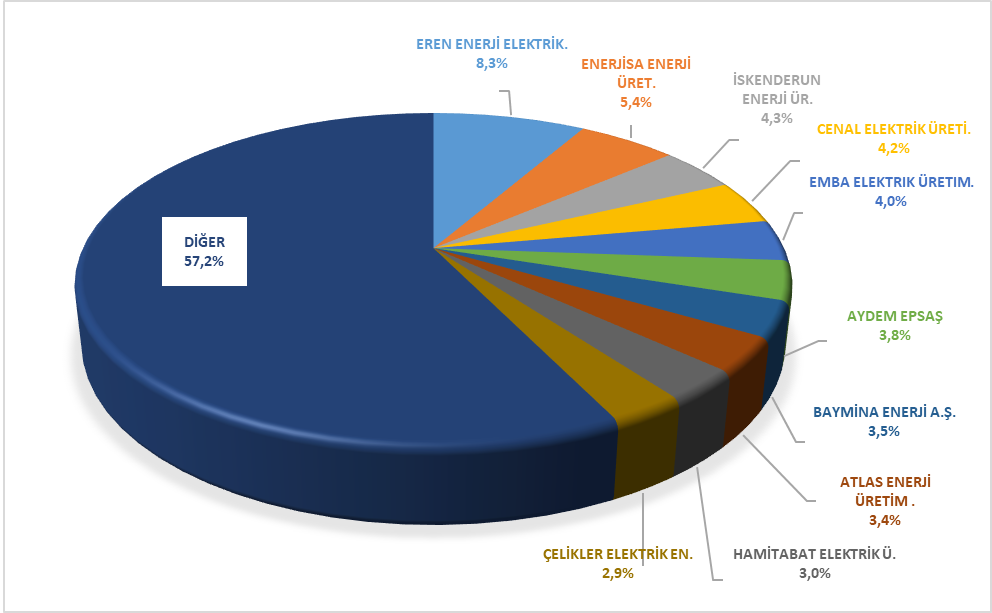 EREN ENERJİ ELEKTRİK.
8,3%
ENERJİSA ENERJİ
ÜRET.
5,4%
İSKENDERUN
ENERJİ ÜR.
4,3%
CENAL ELEKTRİK ÜRETİ.
4,2%
EMBA ELEKTRIK ÜRETIM.
4,0%
AYDEM EPSAŞ
3,8%
BAYMİNA ENERJİ A.Ş.
3,5%
ATLAS ENERJİ
ÜRETİM .
3,4%
HAMİTABAT ELEKTRİK Ü.
3,0%
ÇELİKLER ELEKTRİK EN.
2,9%
DİĞER
57,2%